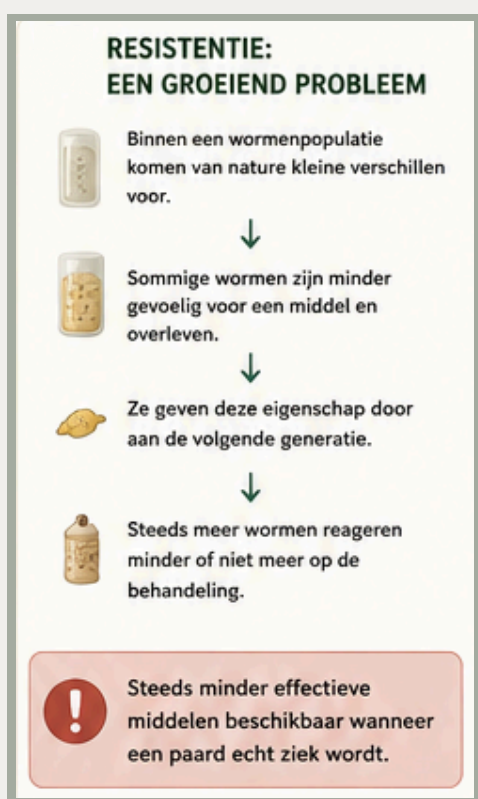 RESISTENTIE:
EEN GROEIEND PROBLEEM
Binnen een wormenpopulatie
komen van nature kleine verschillen
voor.
Sommige wormen zijn minder
gevoelig voor een middel en
overleven.
Ze geven deze eigenschap door
aan de volgende generatie.
Steeds meer wormen reageren
minder of niet meer op de
behandeling.
Steeds minder effectieve
middelen beschikbaar wanneer
een paard echt ziek wordt.